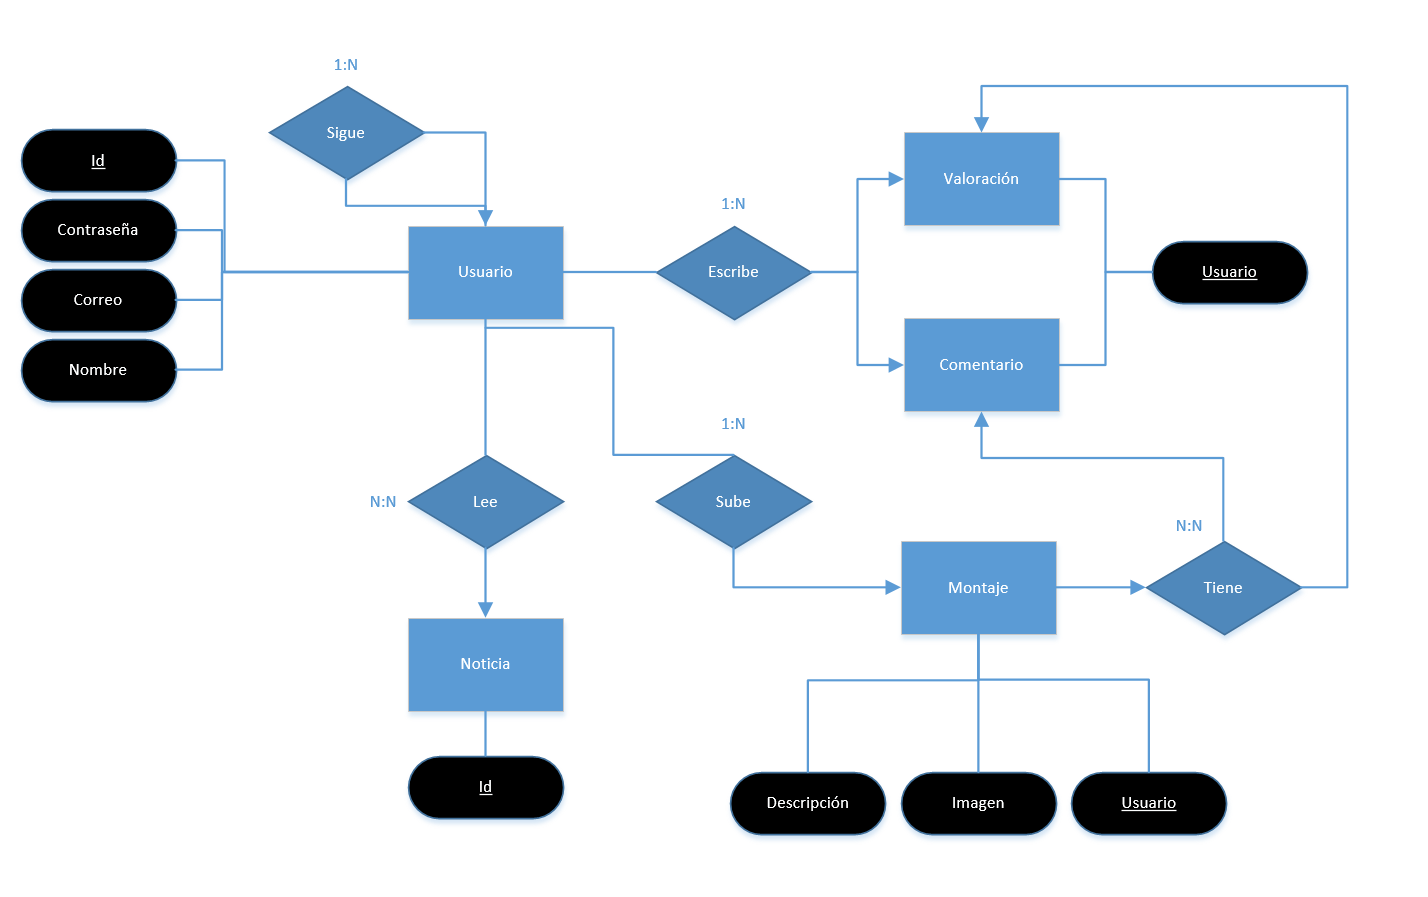 1:N
Sigue
Id
Contraseña
Correo
Nombre
Usuario
1:N
Escribe
Valoración
Comentario
Usuario
N:N
Lee
1:N
Sube
Montaje
N:N
Tiene
Noticia
Id
Descripción
Imagen
Usuario